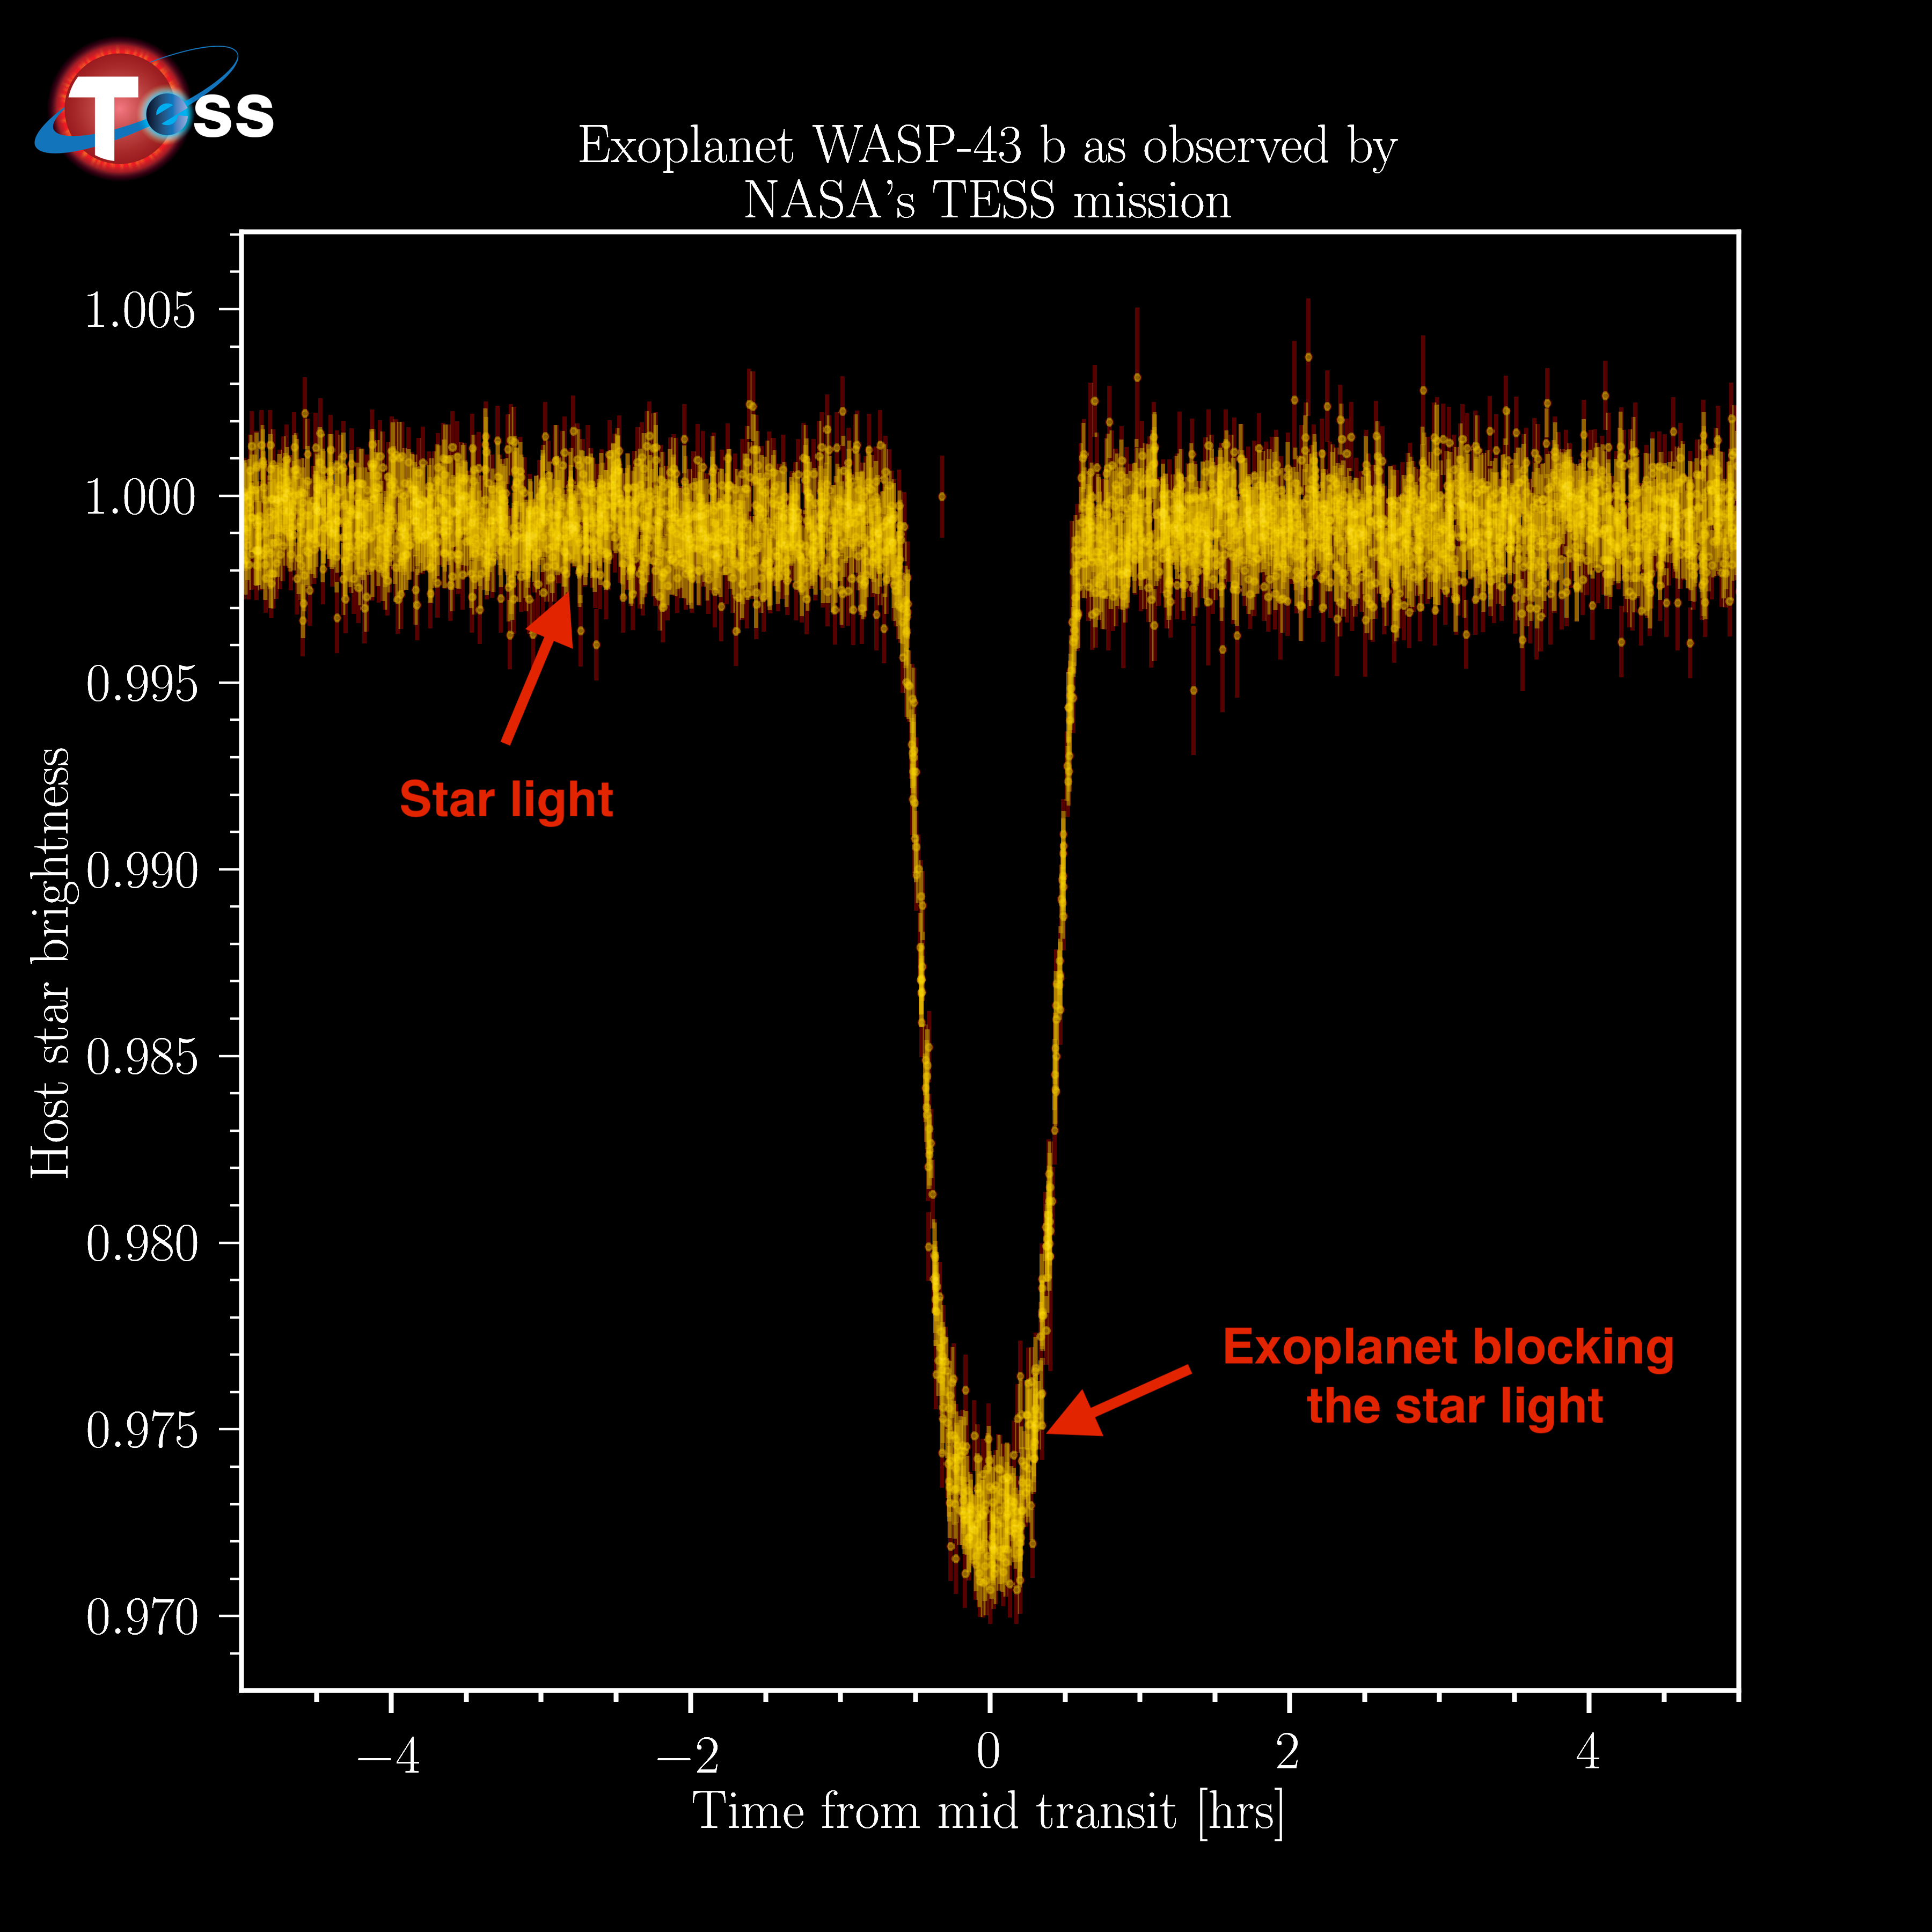 Tess
Exoplanet WASP-43 b as observed by
NASA's TESS mission
1.005
1.000
0.995
0.990
0.985
0.980
0.975
0.970
Host star brightness
Star light
Exoplanet blocking
the star light
−4 −2 0 2 4
Time from mid transit [hrs]